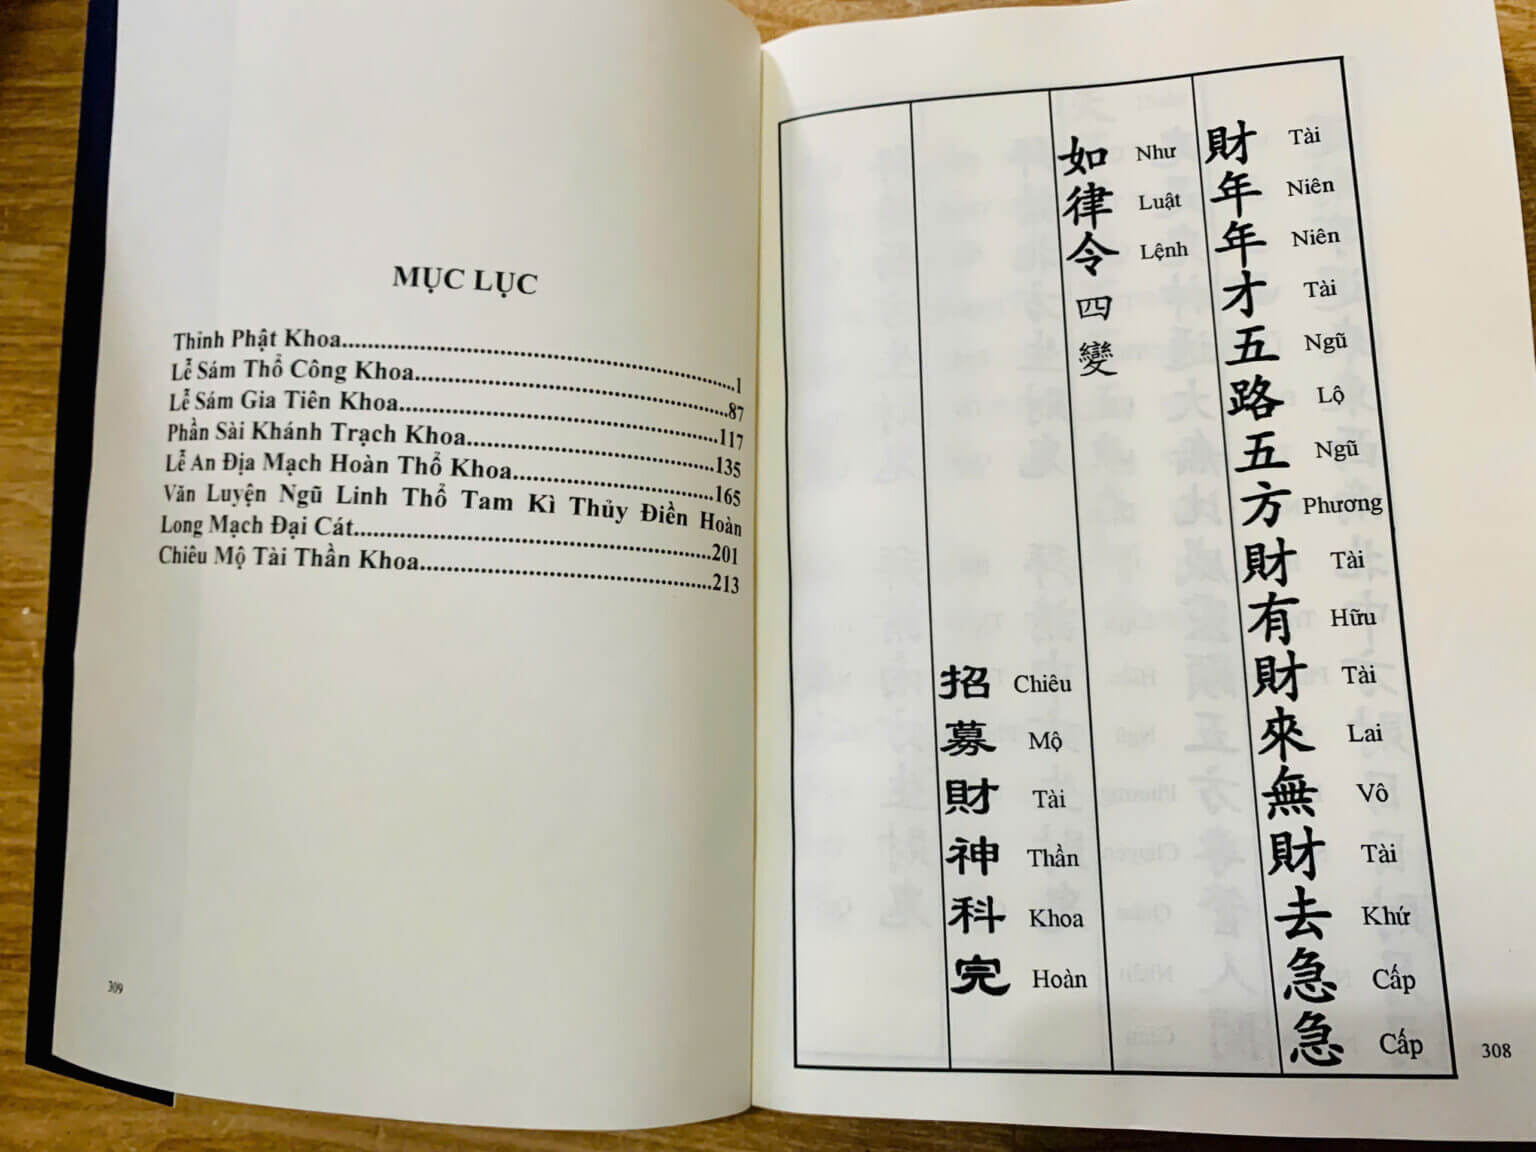 財年年才五路五方財有財來無財去急急
Tài Niên Niên Tài Ngũ Lộ Ngũ Phương Tài Hữu Tài Lai Vô Tài Khứ Cấp Cấp
如律令四變
Như Luật Lệnh
招募財神科完
Chiêu Mộ Tài Thần Khoa Hoàn
308
MỤC LỤC
Thỉnh Phật Khoa...1
Lễ Sám Thổ Công Khoa...87
Lễ Sám Gia Tiên Khoa...117
Phần Sài Khánh Trạch Khoa...135
Lễ An Địa Mạch Hoàn Thổ Khoa...165
Văn Luyện Ngũ Linh Thổ Tam Kì Thủy Điền Hoàn
Long Mạch Đại Cát...201
Chiêu Mộ Tài Thần Khoa...213
309